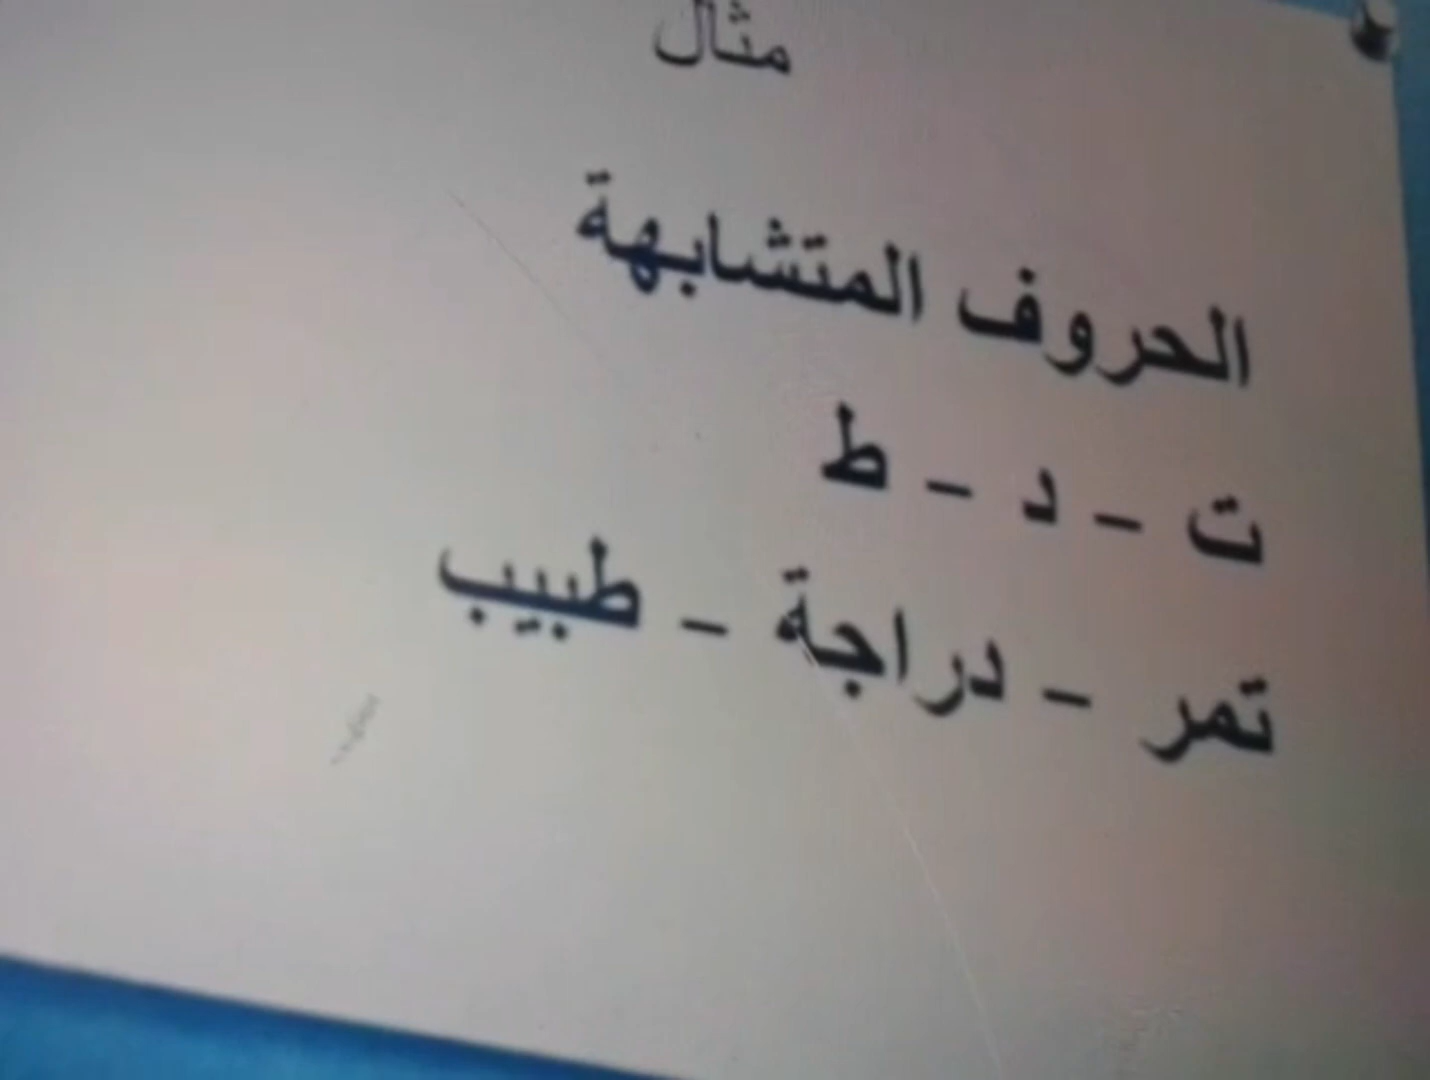 مثال
الحروف المتشابهة
ت - د - ط
تمر - دراجة - طبيب